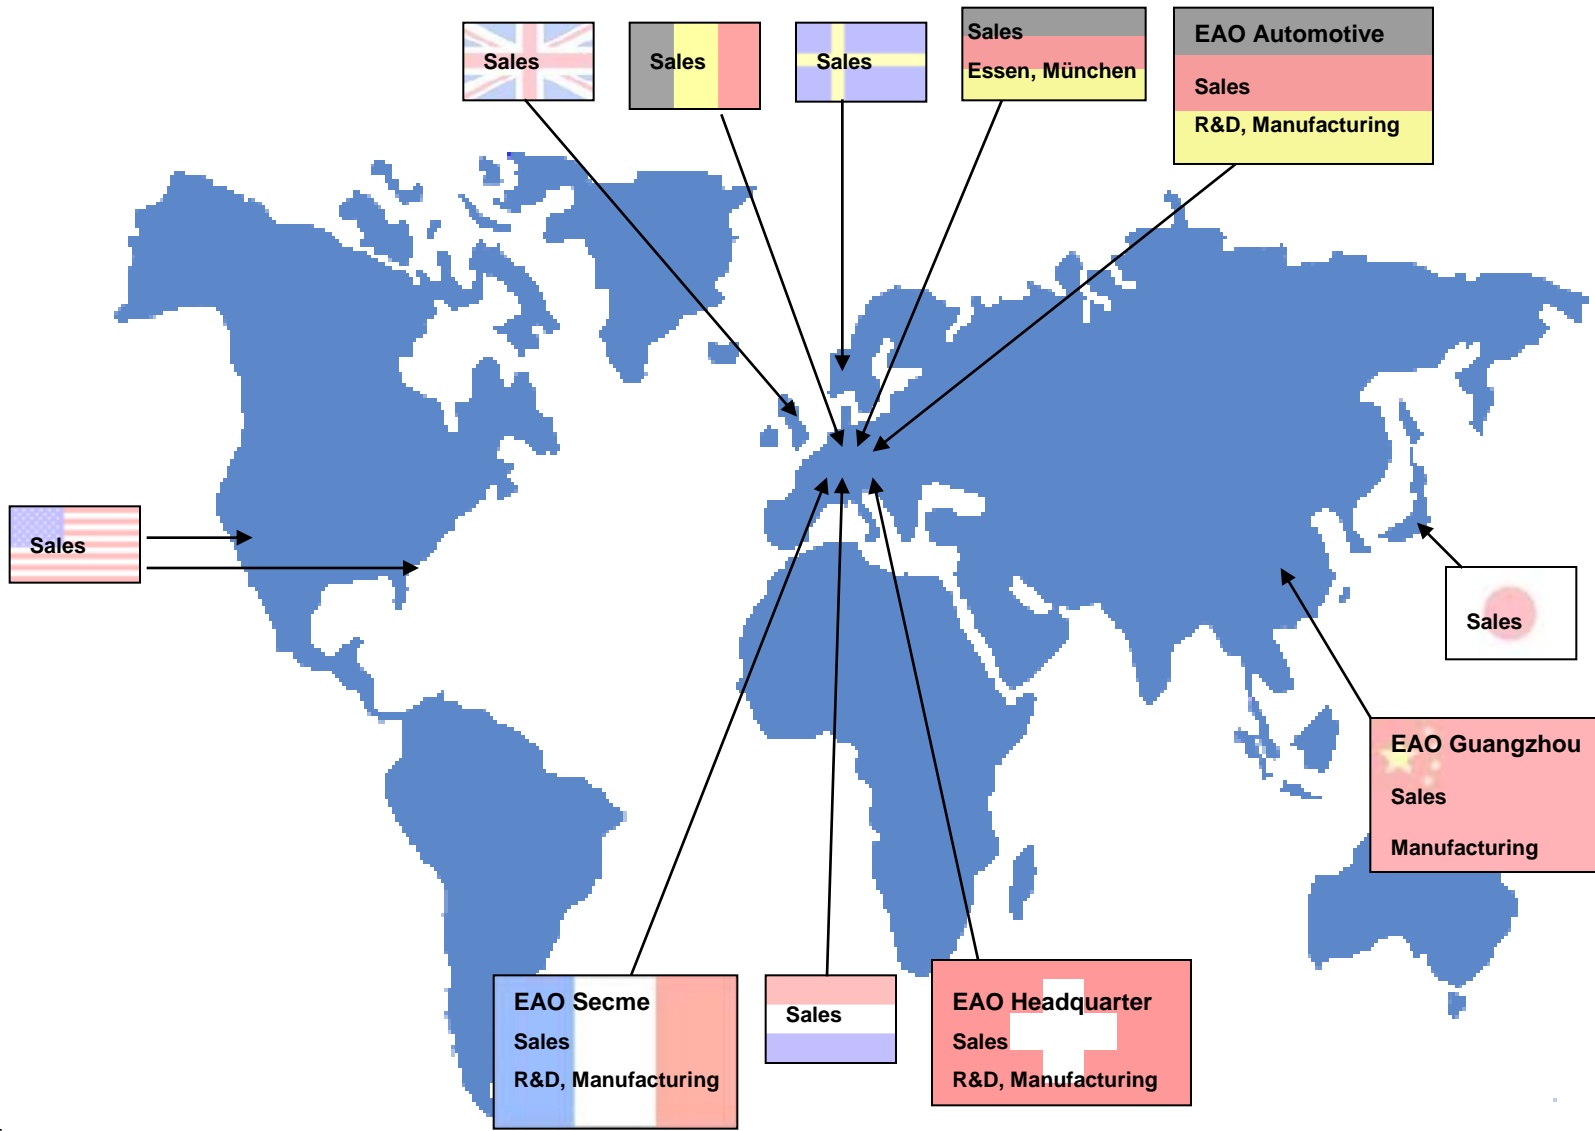 Sales
Sales
Sales
Sales
Essen, München
EAO Automotive
Sales
R&D, Manufacturing
Sales
Sales
EAO Guangzhou
Sales
Manufacturing
EAO Secme
Sales
R&D, Manufacturing
Sales
EAO Headquarter
Sales
R&D, Manufacturing